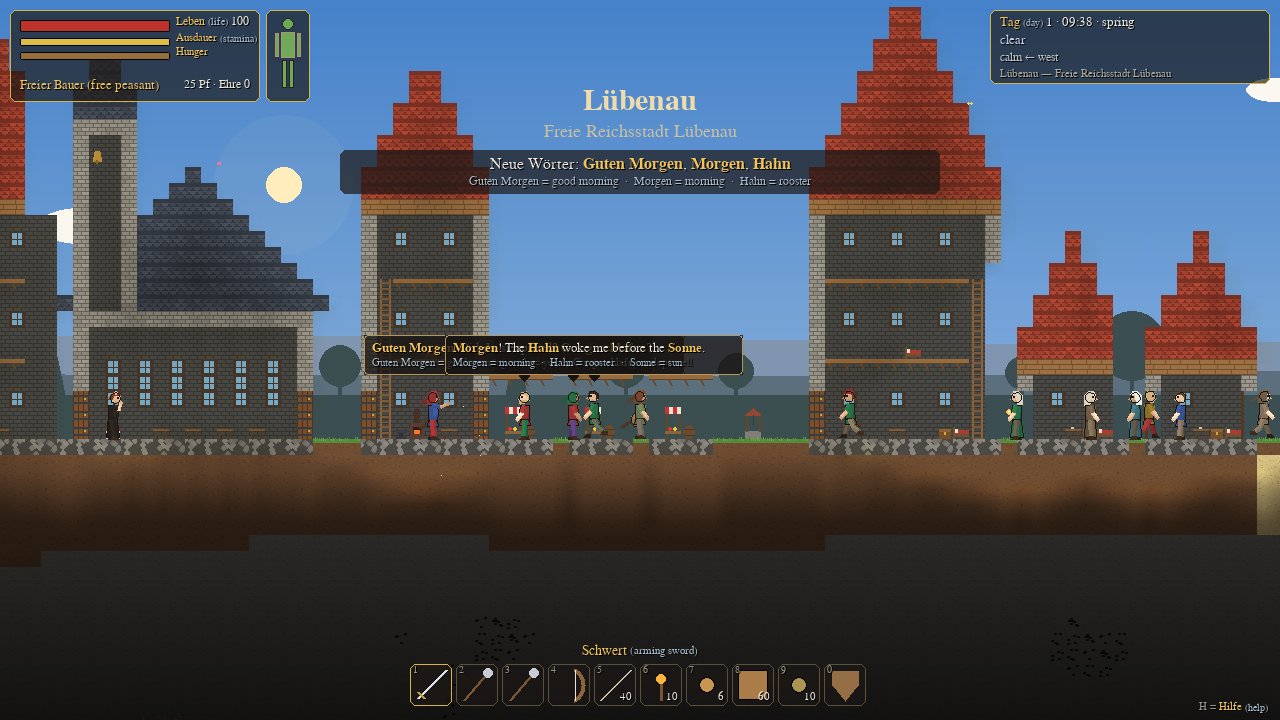 Leben (life) 100
Ausdauer (stamina)
Hunger
Freier Bauer (free peasant) 25 Pf · Ehre 0
Tag (day) 1 · 09:38 · spring
clear
calm ← west
Lübenau — Freie Reichsstadt Lübenau
Lübenau
Freie Reichsstadt Lübenau
Neue Wörter: Guten Morgen, Morgen, Hahn
Guten Morgen = good morning · Morgen = morning · Hahn = rooster
Guten Morge
Guten Morgen =
Morgen! The Hahn woke me before the Sonne.
Morgen = morning · Hahn = rooster · Sonne = sun
Schwert (arming sword)
1 2 3 4 5 6 7 8 9 0
40 10 6 60 10
H = Hilfe (help)